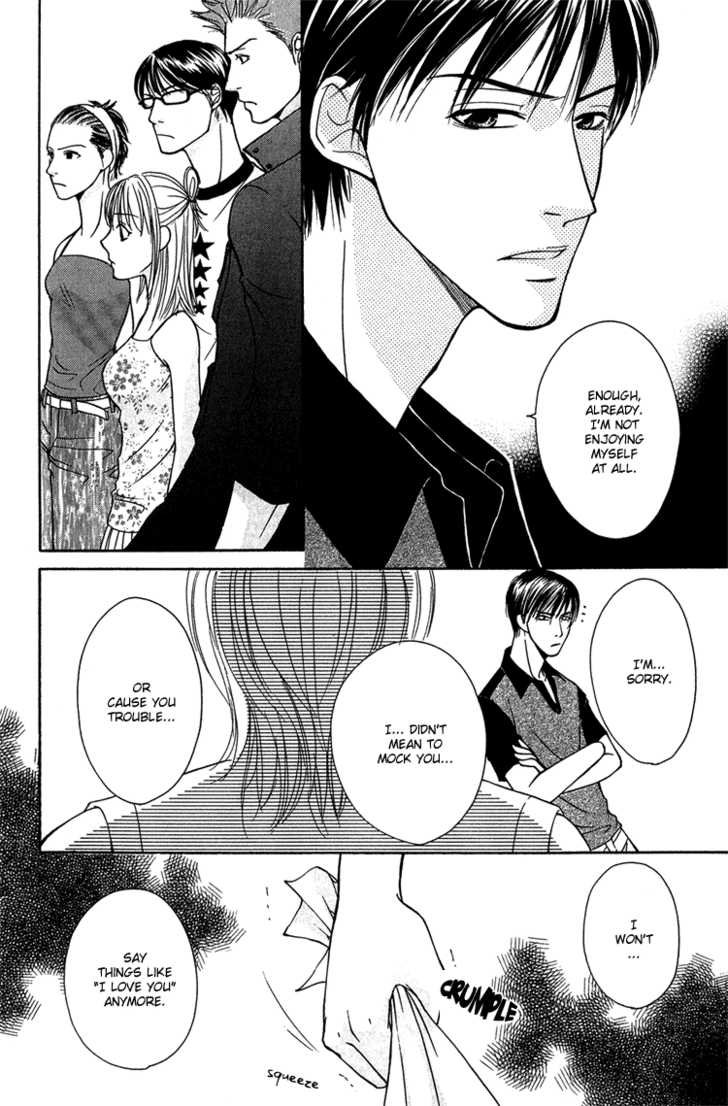 ENOUGH,
ALREADY.
I'M NOT
ENJOYING
MYSELF
AT ALL.
I'M...
SORRY.
I... DIDN'T
MEAN TO
MOCK YOU...
OR
CAUSE YOU
TROUBLE...
I
WON'T
...
CRUMPLE
squeeze
SAY
THINGS LIKE
"I LOVE YOU"
ANYMORE.